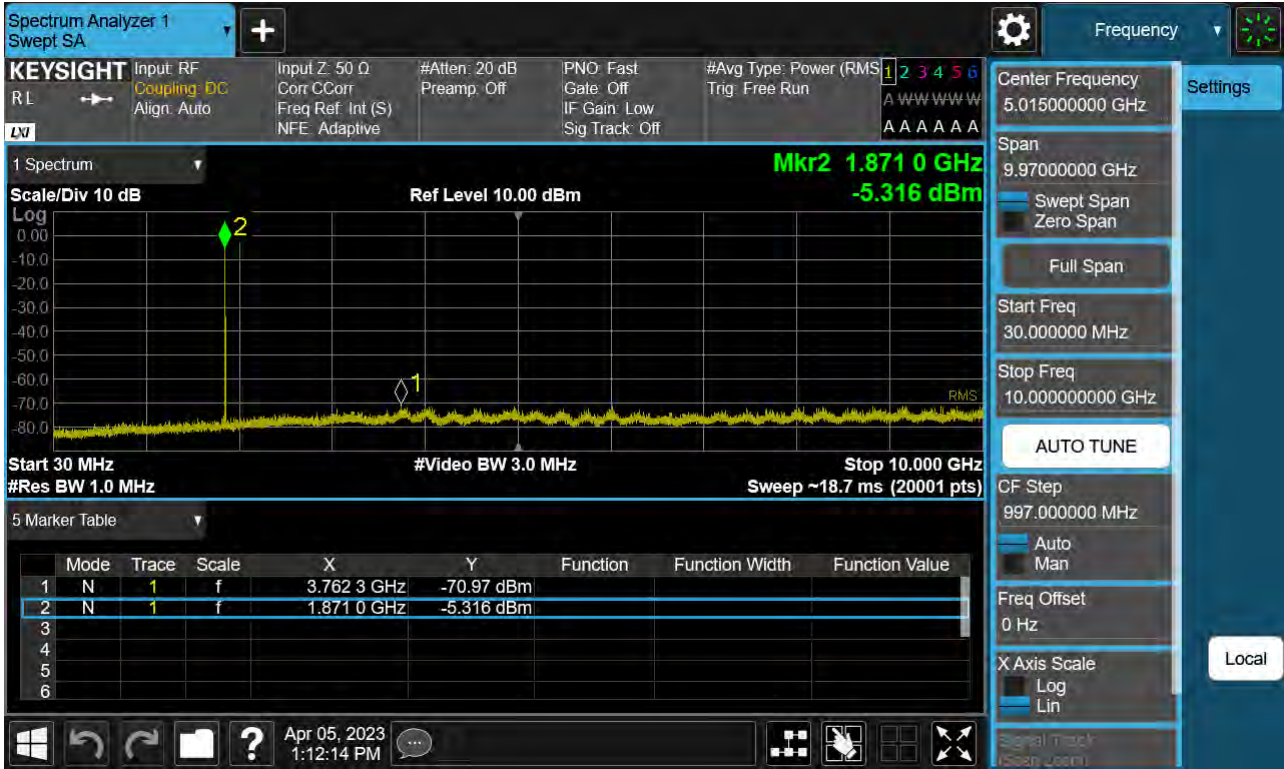 Spectrum Analyzer 1
Swept SA
Frequency
KEYSIGHT
RL
LXI
Input: RF
Coupling: DC
Align: Auto
Input Z: 50 Ω
Corr CCorr
Freq Ref: Int (S)
NFE: Adaptive
#Atten: 20 dB
Preamp: Off
PNO: Fast
Gate: Off
IF Gain: Low
Sig Track: Off
#Avg Type: Power (RMS
Trig: Free Run
1 2 3 4 5 6
A W W W W W
A A A A A A
1 Spectrum
Scale/Div 10 dB
Ref Level 10.00 dBm
Mkr2 1.871 0 GHz
-5.316 dBm
Log
0.00
-10.0
-20.0
-30.0
-40.0
-50.0
-60.0
-70.0
-80.0
2
1
RMS
Start 30 MHz
#Video BW 3.0 MHz
Stop 10.000 GHz
#Res BW 1.0 MHz
Sweep ~18.7 ms (20001 pts)
5 Marker Table
Mode Trace Scale X Y Function Function Width Function Value
1 N 1 f 3.762 3 GHz -70.97 dBm
2 N 1 f 1.871 0 GHz -5.316 dBm
3
4
5
6
Apr 05, 2023
1:12:14 PM
Center Frequency
5.015000000 GHz
Span
9.97000000 GHz
Swept Span
Zero Span
Full Span
Start Freq
30.000000 MHz
Stop Freq
10.000000000 GHz
AUTO TUNE
CF Step
997.000000 MHz
Auto
Man
Freq Offset
0 Hz
X Axis Scale
Log
Lin
Signal Track
(Span Zoom)
Settings
Local